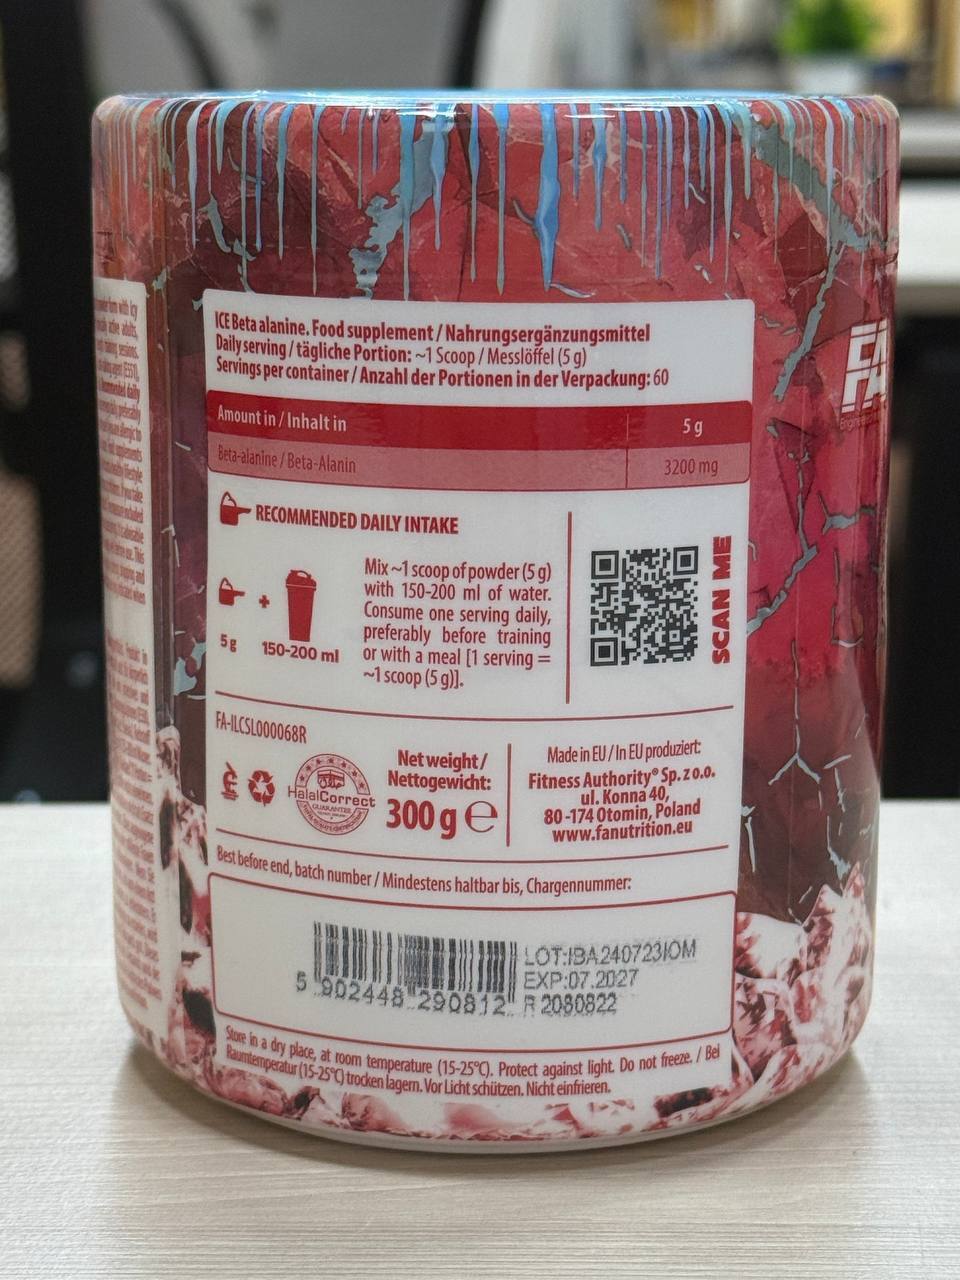 ICE Beta alanine. Food supplement / Nahrungsergänzungsmittel
Daily serving / tägliche Portion: ~1 Scoop / Messlöffel (5 g)
Servings per container / Anzahl der Portionen in der Verpackung: 60
Amount in / Inhalt in 5 g
Beta-alanine / Beta-Alanin 3200 mg
RECOMMENDED DAILY INTAKE
Mix ~1 scoop of powder (5 g)
with 150-200 ml of water.
Consume one serving daily,
preferably before training
or with a meal [1 serving =
~1 scoop (5 g)].
+
5 g
150-200 ml
SCAN ME
FA-ILCSL000068R
HalalCorrect
GUARANTEE
Net weight /
Nettogewicht:
300 g e
Made in EU / In EU produziert:
Fitness Authority® Sp. z o.o.
ul. Konna 40,
80-174 Otomin, Poland
www.fanutrition.eu
Best before end, batch number / Mindestens haltbar bis, Chargennummer:
5 902448 290812
LOT:IBA240723IOM
EXP:07.2027
R 2080822
Store in a dry place, at room temperature (15-25°C). Protect against light. Do not freeze. / Bei
Raumtemperatur (15-25°C) trocken lagern. Vor Licht schützen. Nicht einfrieren.
FA